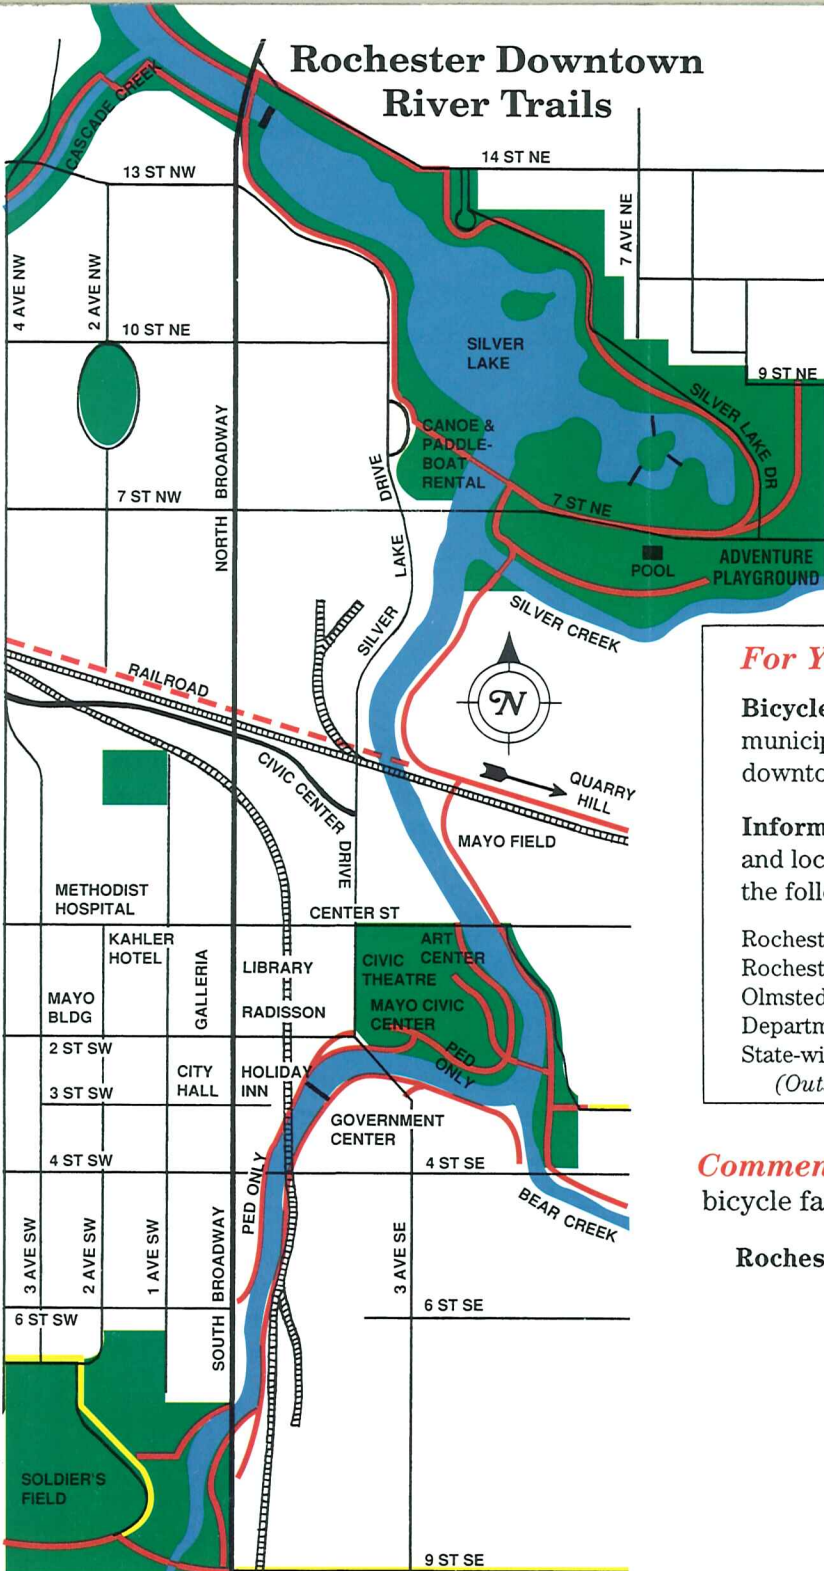 Rochester Downtown
River Trails
CASCADE CREEK
13 ST NW
14 ST NE
7 AVE NE
4 AVE NW
2 AVE NW
10 ST NE
SILVER
LAKE
9 ST NE
SILVER LAKE DR
CANOE &
PADDLE-
BOAT
RENTAL
NORTH BROADWAY
7 ST NW
7 ST NE
SILVER LAKE DRIVE
POOL
ADVENTURE
PLAYGROUND
SILVER CREEK
RAILROAD
N
CIVIC CENTER DRIVE
QUARRY
HILL
MAYO FIELD
METHODIST
HOSPITAL
CENTER ST
KAHLER
HOTEL
GALLERIA
LIBRARY
ART
CENTER
CIVIC
THEATRE
MAYO
BLDG
RADISSON
MAYO CIVIC
CENTER
2 ST SW
PED
ONLY
CITY
HALL
HOLIDAY
INN
3 ST SW
GOVERNMENT
CENTER
4 ST SW
PED ONLY
4 ST SE
BEAR CREEK
3 AVE SW
2 AVE SW
1 AVE SW
SOUTH BROADWAY
3 AVE SE
6 ST SW
6 ST SE
SOLDIER'S
FIELD
9 ST SE
For Y
Bicycle
municip
downto
Inform
and loc
the foll
Rochest
Rochest
Olmsted
Departm
State-wi
(Out
Commen
bicycle fa
Roches